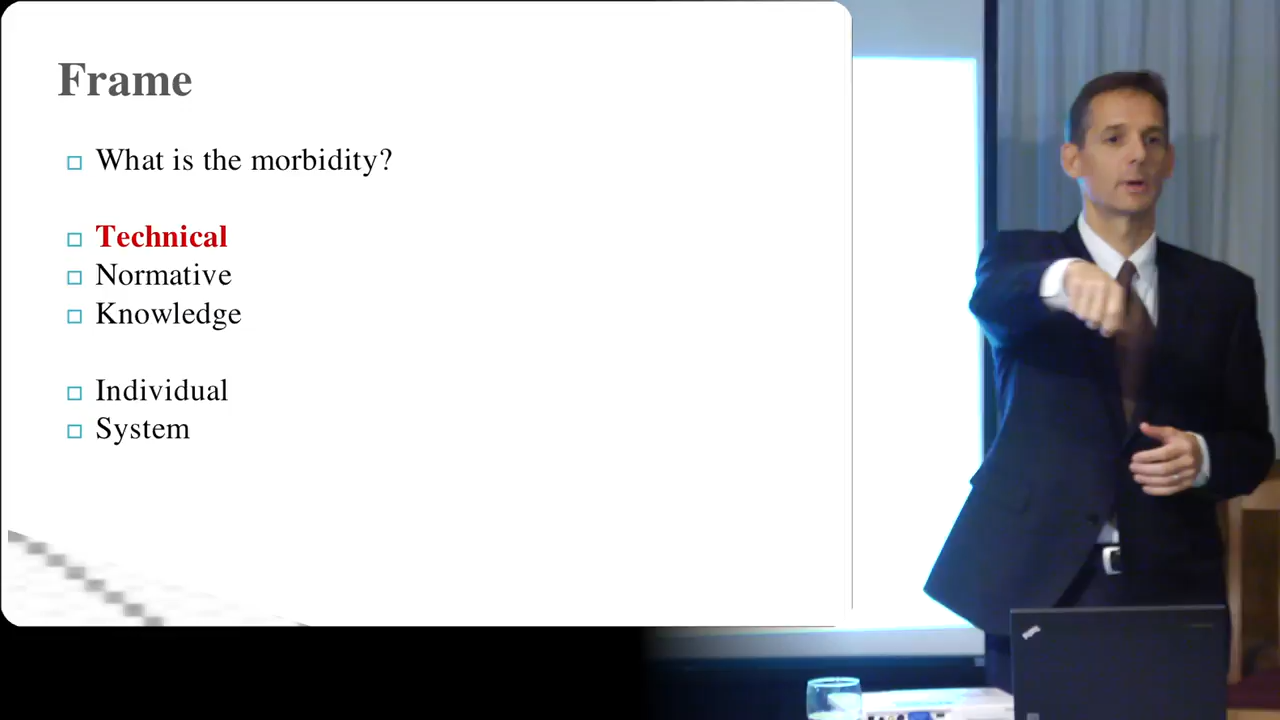 Frame
What is the morbidity?
Technical
Normative
Knowledge
Individual
System